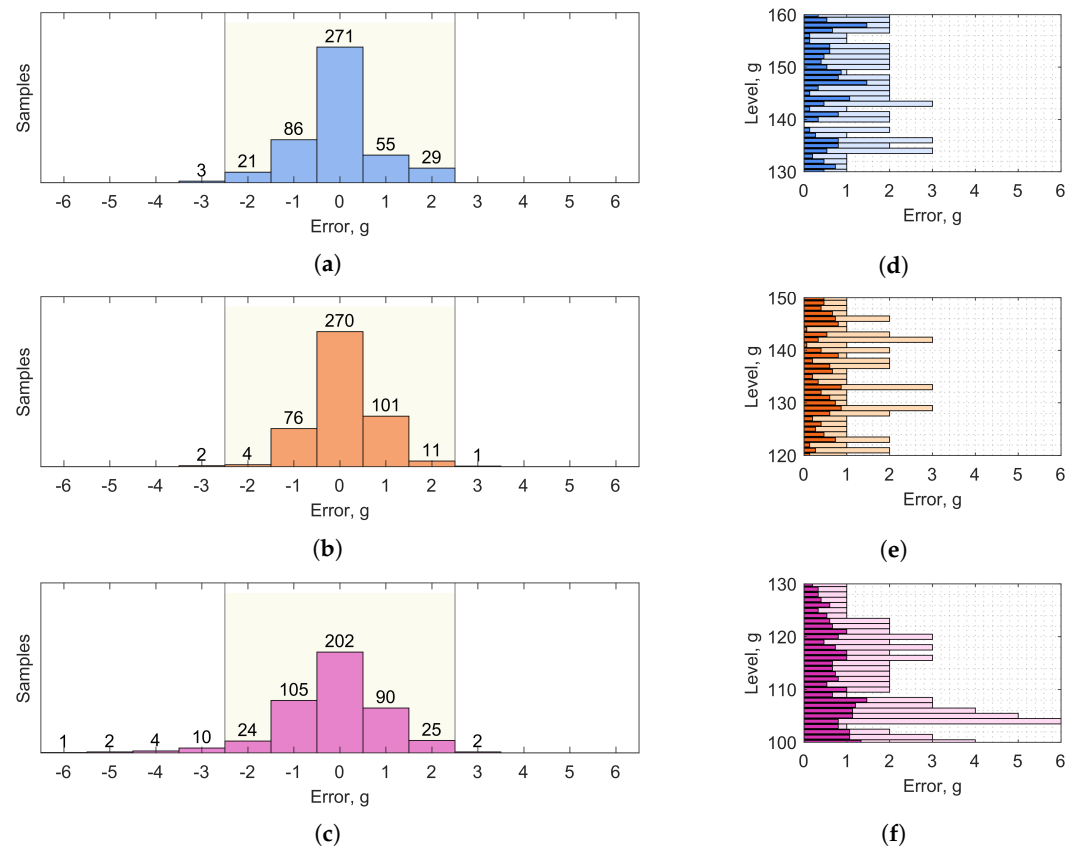 271
86
55
21
29
3
Samples
-6 -5 -4 -3 -2 -1 0 1 2 3 4 5 6
Error, g
(a)
160
150
140
130
Level, g
0 1 2 3 4 5 6
Error, g
(d)
270
101
76
2 4 11 1
Samples
-6 -5 -4 -3 -2 -1 0 1 2 3 4 5 6
Error, g
(b)
150
140
130
120
Level, g
0 1 2 3 4 5 6
Error, g
(e)
202
105 90
1 2 4 10 24 25 2
Samples
-6 -5 -4 -3 -2 -1 0 1 2 3 4 5 6
Error, g
(c)
130
120
110
100
Level, g
0 1 2 3 4 5 6
Error, g
(f)